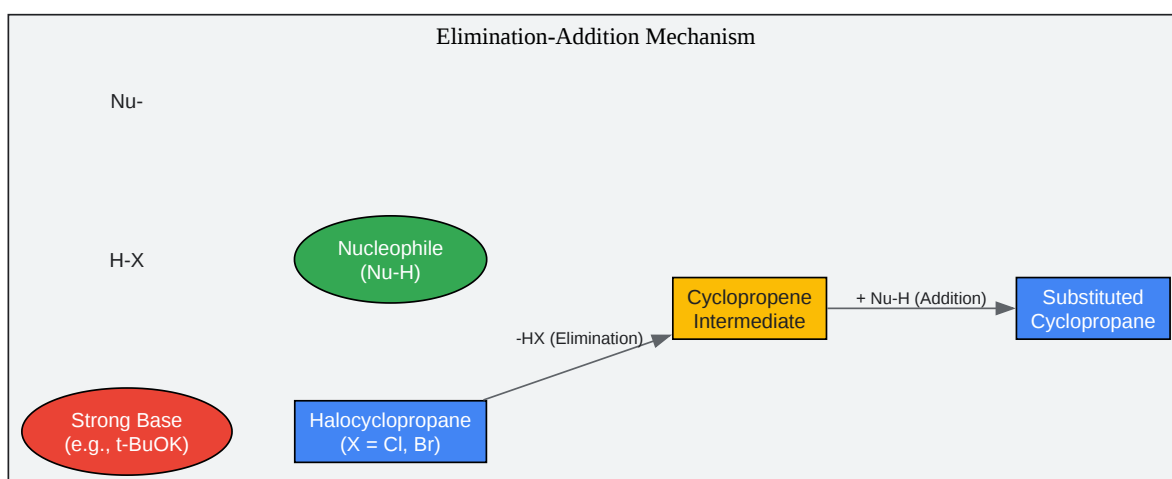 Elimination-Addition Mechanism
Nu-
H-X
Nucleophile
(Nu-H)
Cyclopropene
Intermediate
+ Nu-H (Addition)
Substituted
Cyclopropane
-HX (Elimination)
Strong Base
(e.g., t-BuOK)
Halocyclopropane
(X = Cl, Br)